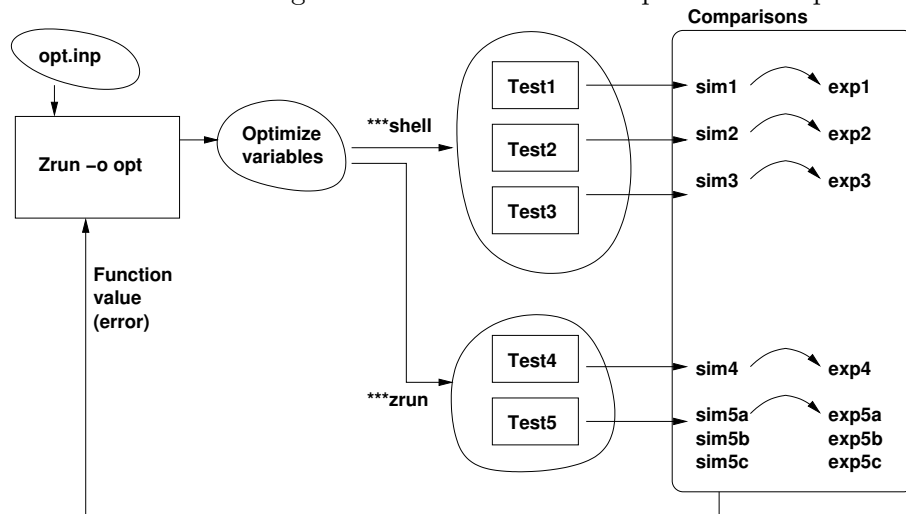 Comparisons
opt.inp
Zrun –o opt
Optimize
variables
***shell
Test1
Test2
Test3
sim1
exp1
sim2
exp2
sim3
exp3
Function
value
(error)
***zrun
Test4
Test5
sim4
exp4
sim5a
exp5a
sim5b
exp5b
sim5c
exp5c